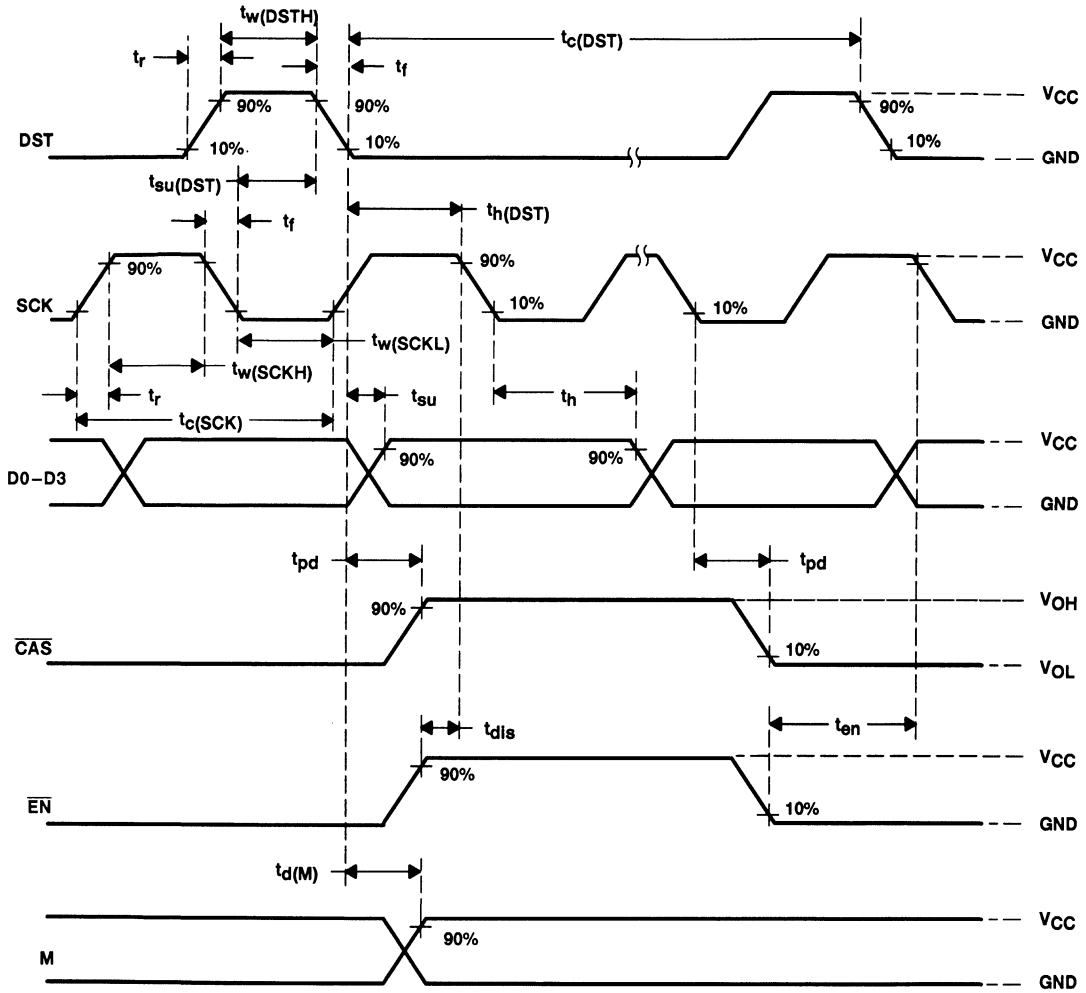 tw(DSTH)
tc(DST)
tr
tf
VCC
90%
90%
90%
DST
10%
10%
10%
GND
tsu(DST)
th(DST)
tf
VCC
90%
90%
SCK
10%
10%
GND
tw(SCKL)
tw(SCKH)
tr
tsu
th
tc(SCK)
VCC
90%
90%
D0–D3
GND
tpd
tpd
VOH
90%
CAS
10%
VOL
tdis
ten
VCC
90%
EN
10%
GND
td(M)
VCC
90%
M
GND